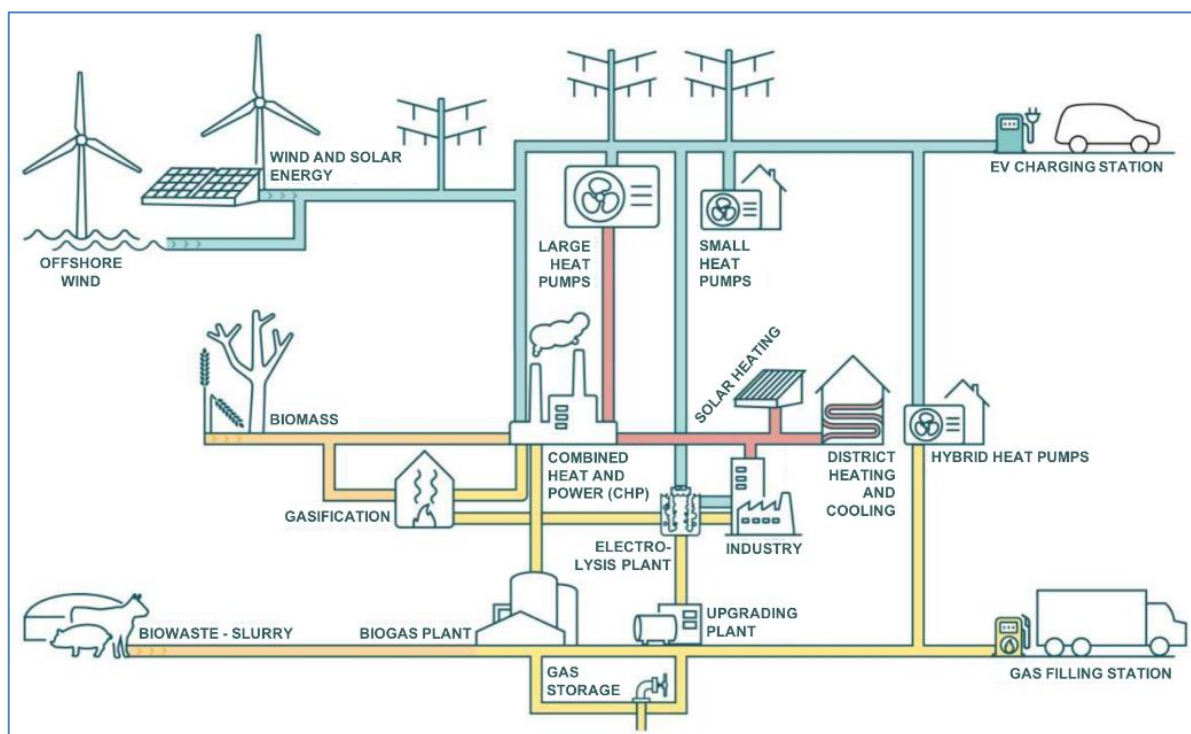 WIND AND SOLAR
ENERGY
EV CHARGING STATION
OFFSHORE
WIND
LARGE
HEAT
PUMPS
SMALL
HEAT
PUMPS
SOLAR HEATING
BIOMASS
COMBINED
HEAT AND
POWER (CHP)
DISTRICT
HEATING
AND
COOLING
HYBRID HEAT PUMPS
GASIFICATION
ELECTRO-
LYSIS PLANT
INDUSTRY
BIOWASTE - SLURRY
BIOGAS PLANT
UPGRADING
PLANT
GAS
STORAGE
GAS FILLING STATION